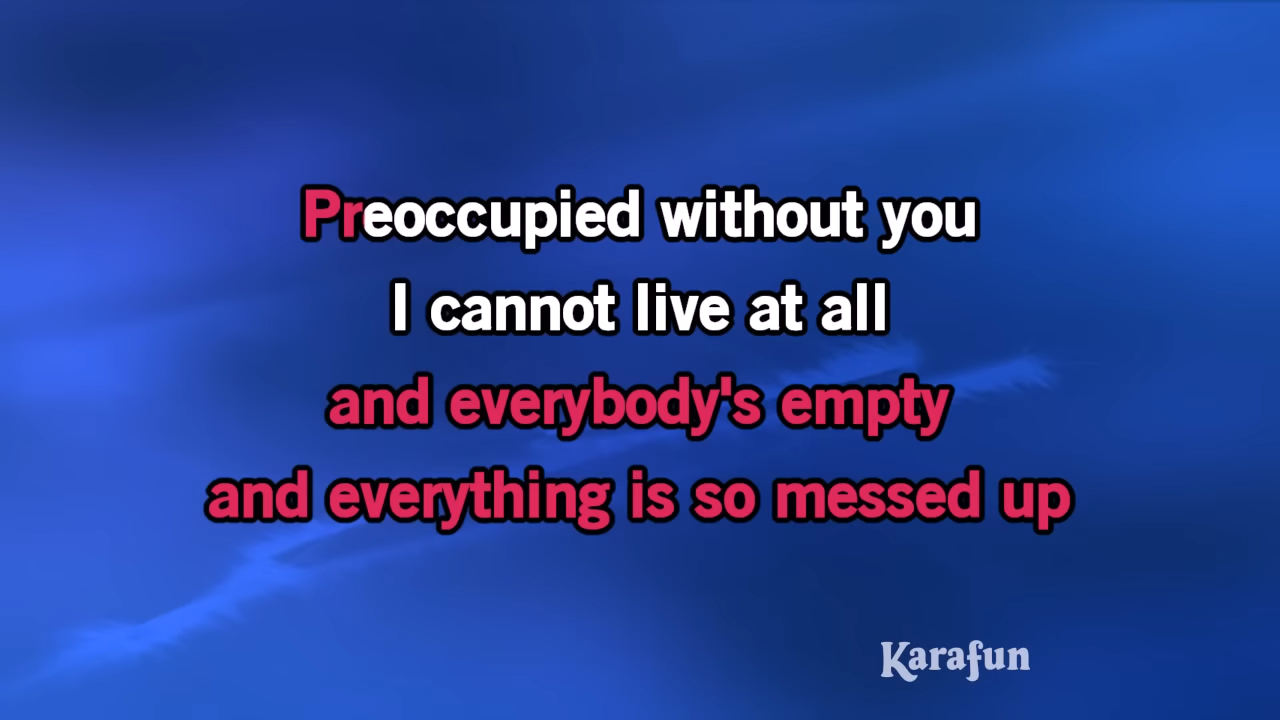 Preoccupied without you
I cannot live at all
and everybody's empty
and everything is so messed up
Karafun